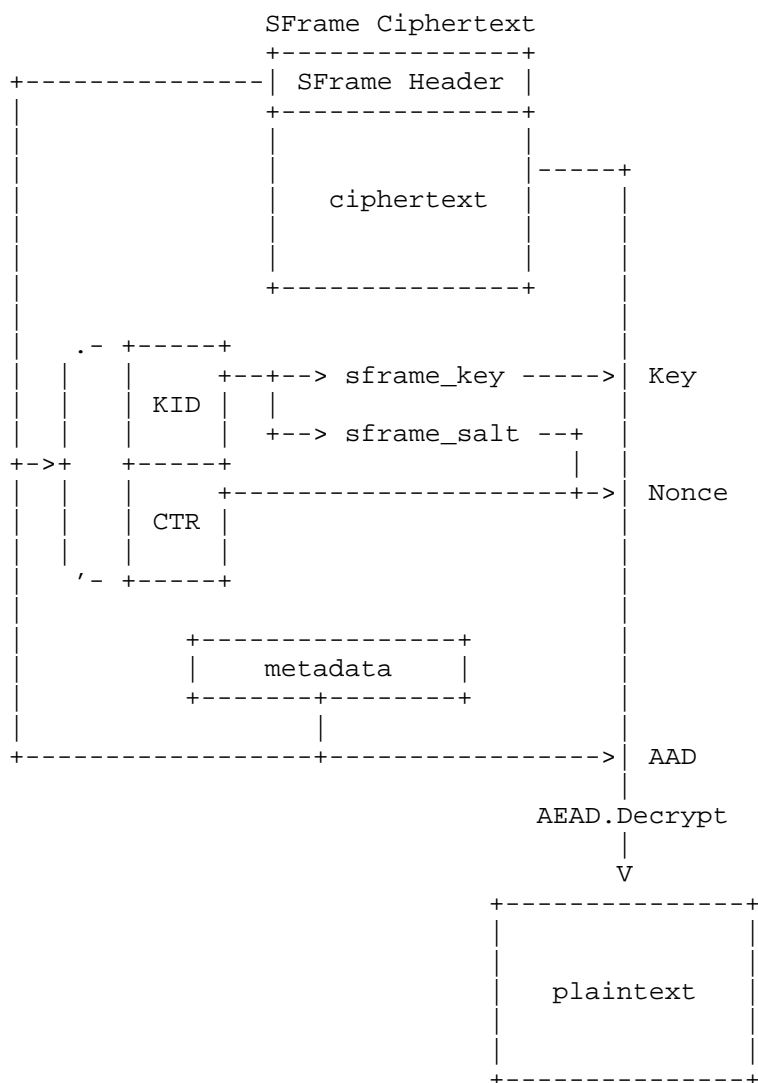 SFrame Ciphertext
SFrame Header
ciphertext
sframe_key Key
KID
sframe_salt
Nonce
CTR
metadata
AAD
AEAD.Decrypt
V
plaintext